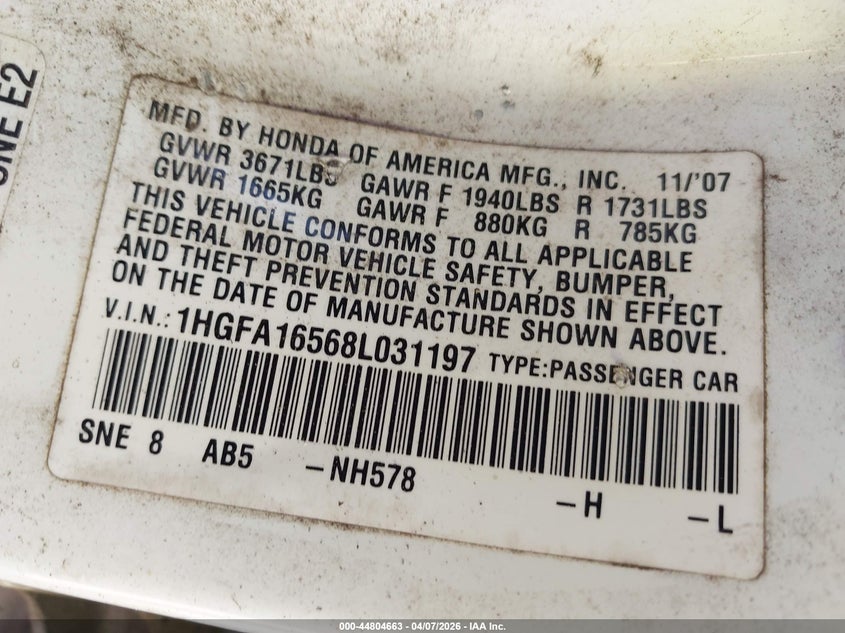 SNE E2
MFD. BY HONDA OF AMERICA MFG., INC. 11/'07
GVWR 3671LBS GAWR F 1940LBS R 1731LBS
GVWR 1665KG GAWR F 880KG R 785KG
THIS VEHICLE CONFORMS TO ALL APPLICABLE
FEDERAL MOTOR VEHICLE SAFETY, BUMPER,
AND THEFT PREVENTION STANDARDS IN EFFECT
ON THE DATE OF MANUFACTURE SHOWN ABOVE.
V.I.N.: 1HGFA16568L031197 TYPE:PASSENGER CAR
SNE 8 AB5 -NH578 -H -L
000-44804663 - 04/07/2026 - IAA Inc.